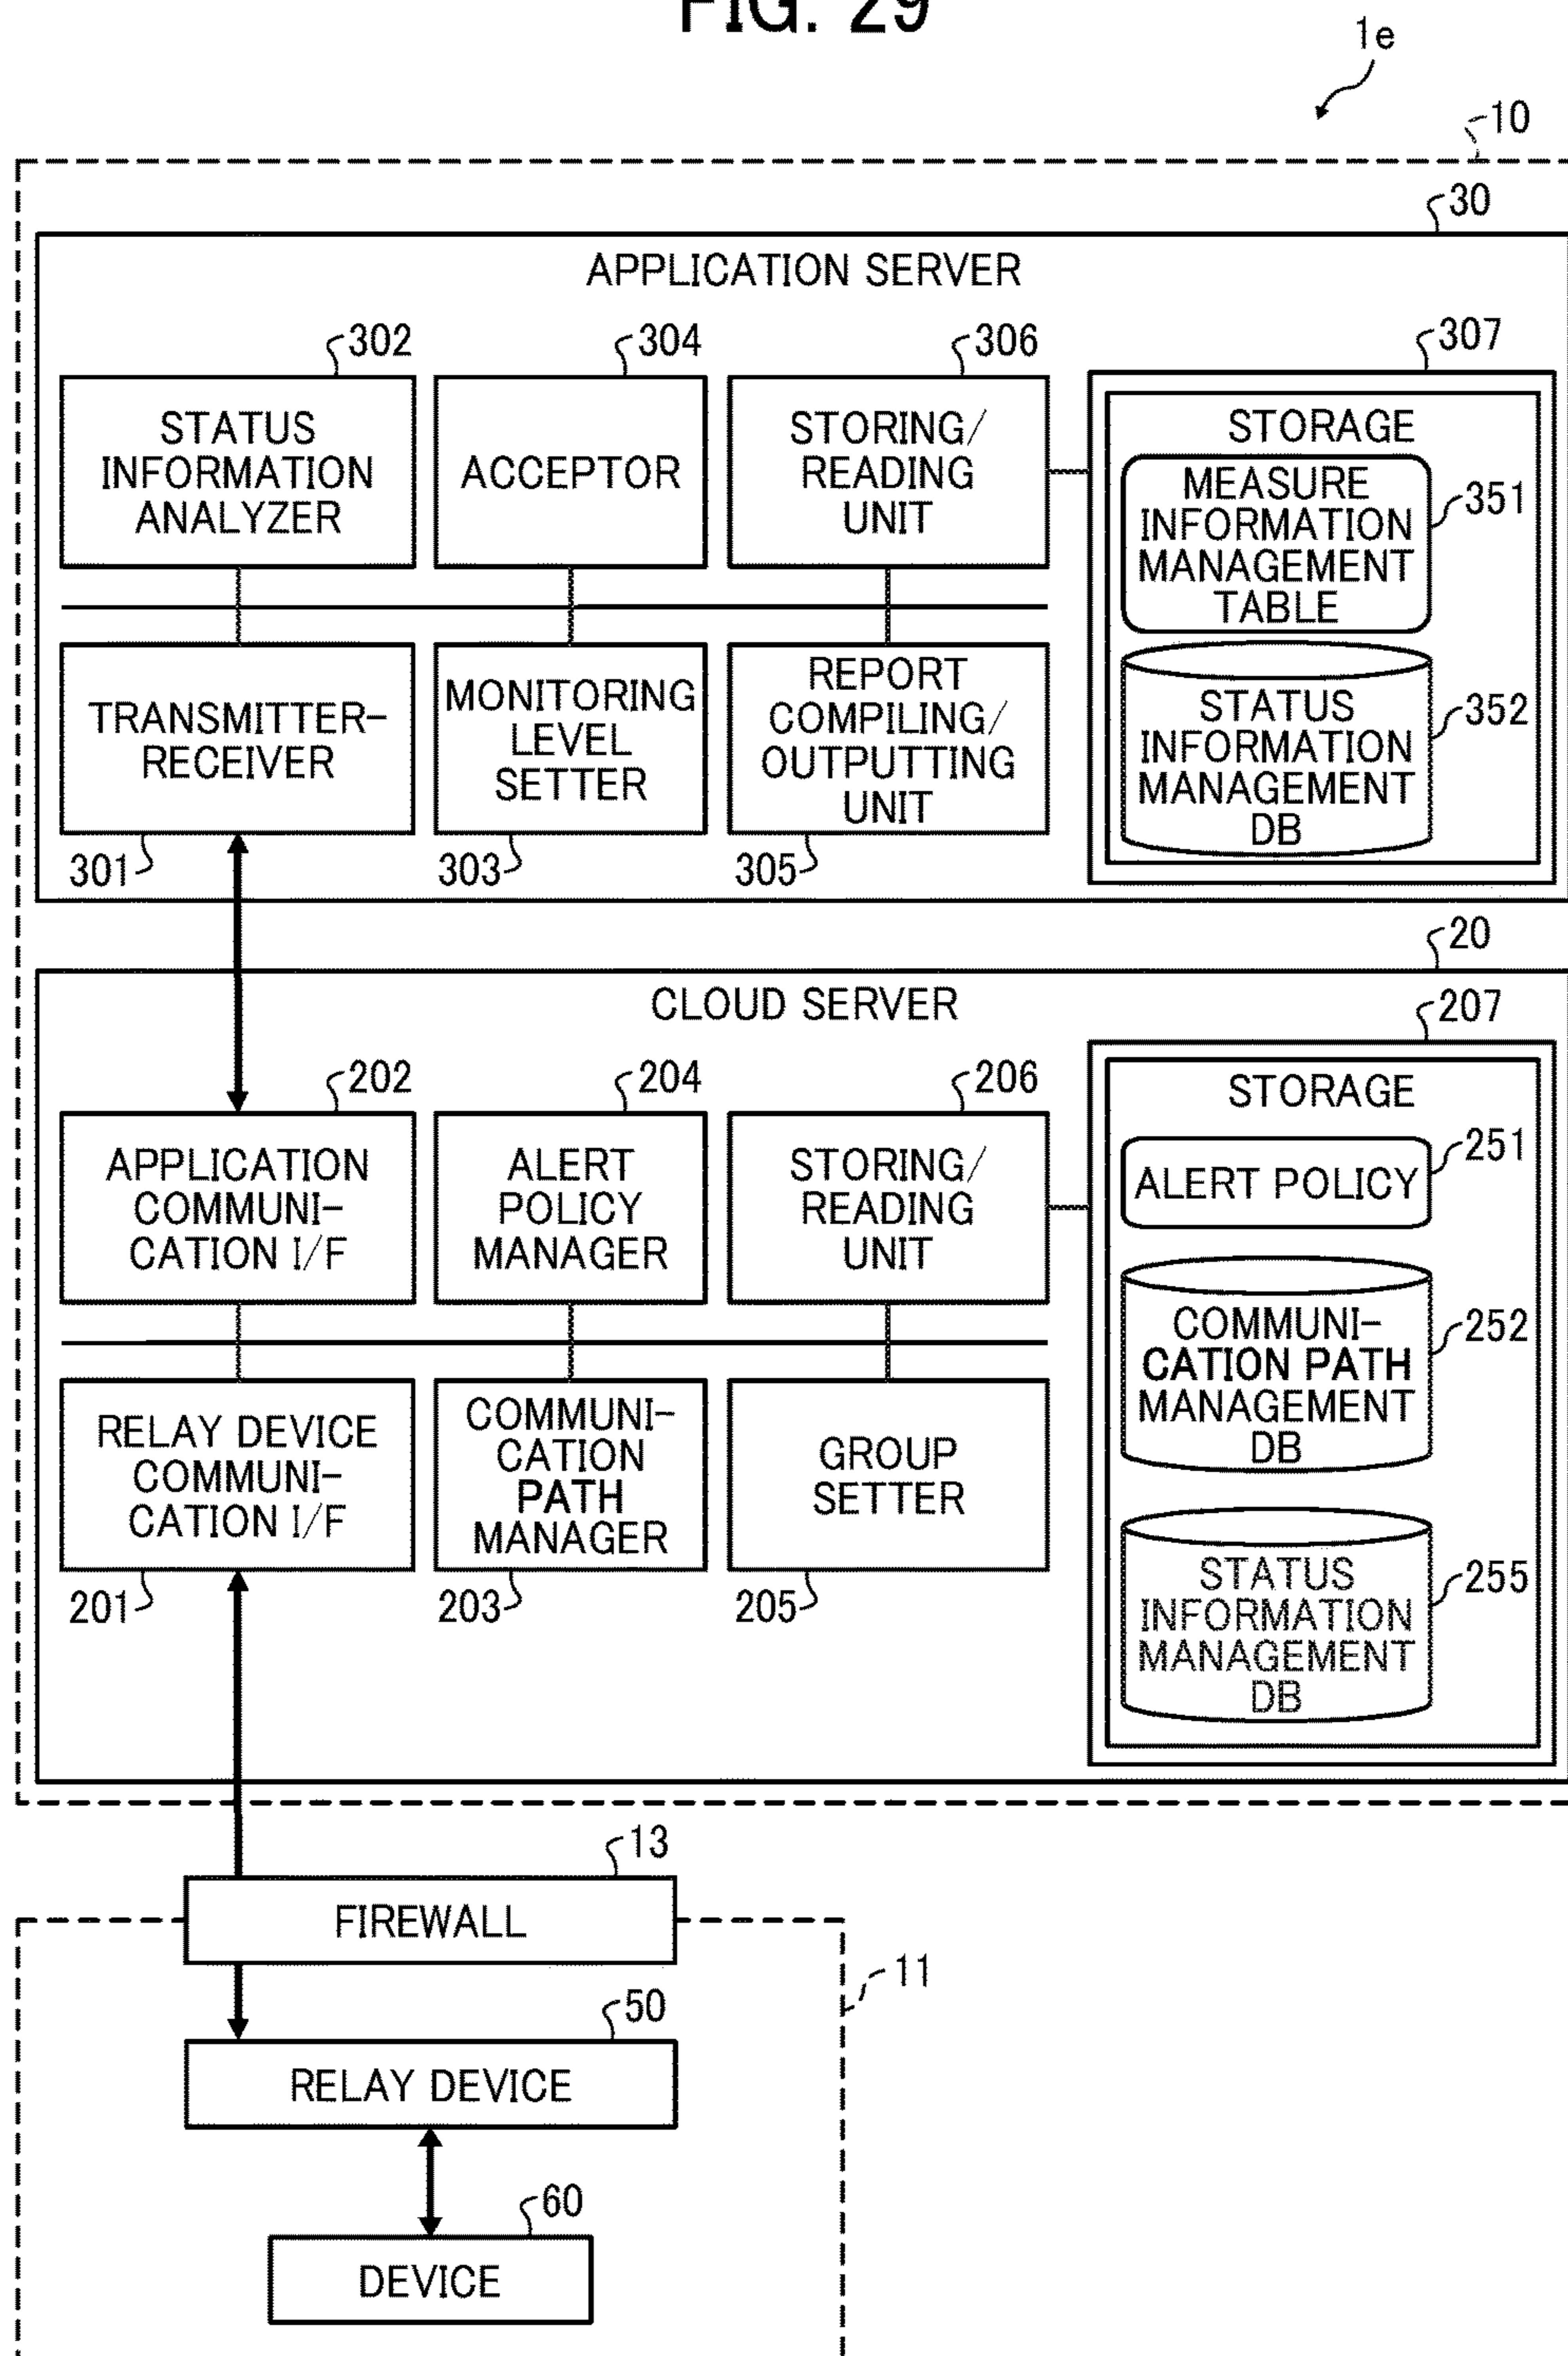 FIG. 29
1e
10
30
APPLICATION SERVER
302
304
306
307
STATUS
INFORMATION
ANALYZER
ACCEPTOR
STORING/
READING
UNIT
STORAGE
MEASURE
INFORMATION
MANAGEMENT
TABLE
351
TRANSMITTER-
RECEIVER
MONITORING
LEVEL
SETTER
REPORT
COMPILING/
OUTPUTTING
UNIT
STATUS
INFORMATION
MANAGEMENT
DB
352
301
303
305
20
CLOUD SERVER
202
204
206
207
APPLICATION
COMMUNI-
CATION I/F
ALERT
POLICY
MANAGER
STORING/
READING
UNIT
STORAGE
ALERT POLICY
251
COMMUNI-
CATION PATH
MANAGEMENT
DB
252
RELAY DEVICE
COMMUNI-
CATION I/F
COMMUNI-
CATION
PATH
MANAGER
GROUP
SETTER
STATUS
INFORMATION
MANAGEMENT
DB
255
201
203
205
13
FIREWALL
11
50
RELAY DEVICE
60
DEVICE